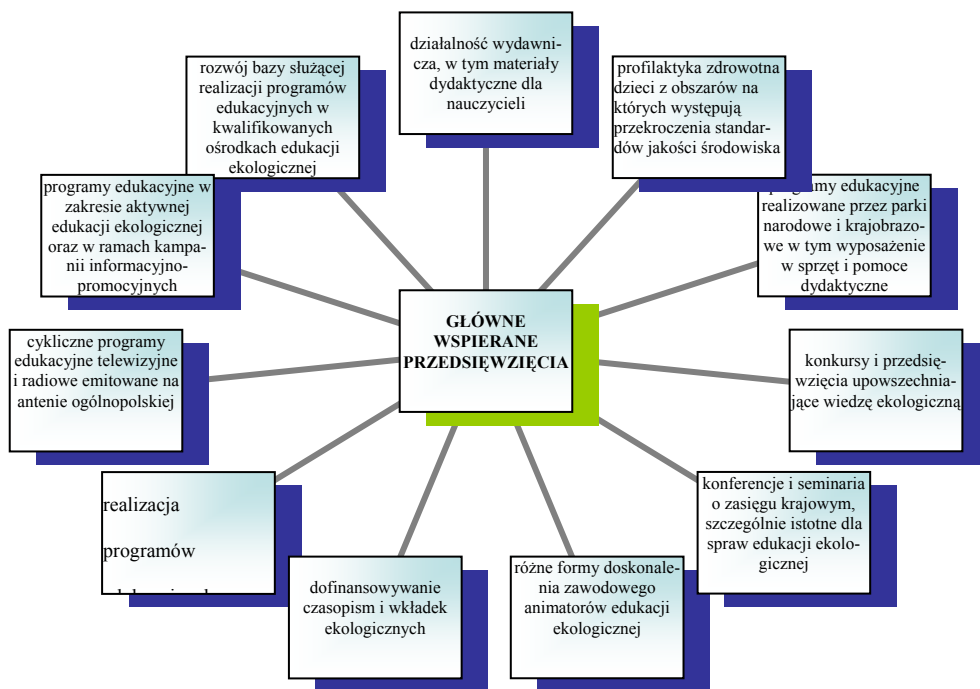 działalność wydawni-
cza, w tym materiały
dydaktyczne dla
nauczycieli
profilaktyka zdrowotna
dzieci z obszarów na
których występują
przekroczenia standar-
dów jakości środowiska
programy edukacyjne
realizowane przez parki
narodowe i krajobrazo-
we w tym wyposażenie
w sprzęt i pomoce
dydaktyczne
konkursy i przedsię-
wzięcia upowszechnia-
jące wiedzę ekologiczną
konferencje i seminaria
o zasięgu krajowym,
szczególnie istotne dla
spraw edukacji ekolo-
gicznej
różne formy doskonale-
nia zawodowego
animatorów edukacji
ekologicznej
dofinansowywanie
czasopism i wkładek
ekologicznych
realizacja
programów
cykliczne programy
edukacyjne telewizyjne
i radiowe emitowane na
antenie ogólnopolskiej
programy edukacyjne w
zakresie aktywnej
edukacji ekologicznej
oraz w ramach kampa-
nii informacyjno-
promocyjnych
rozwój bazy służącej
realizacji programów
edukacyjnych w
kwalifikowanych
ośrodkach edukacji
ekologicznej
GŁÓWNE
WSPIERANE
PRZEDSIĘWZIĘCIA